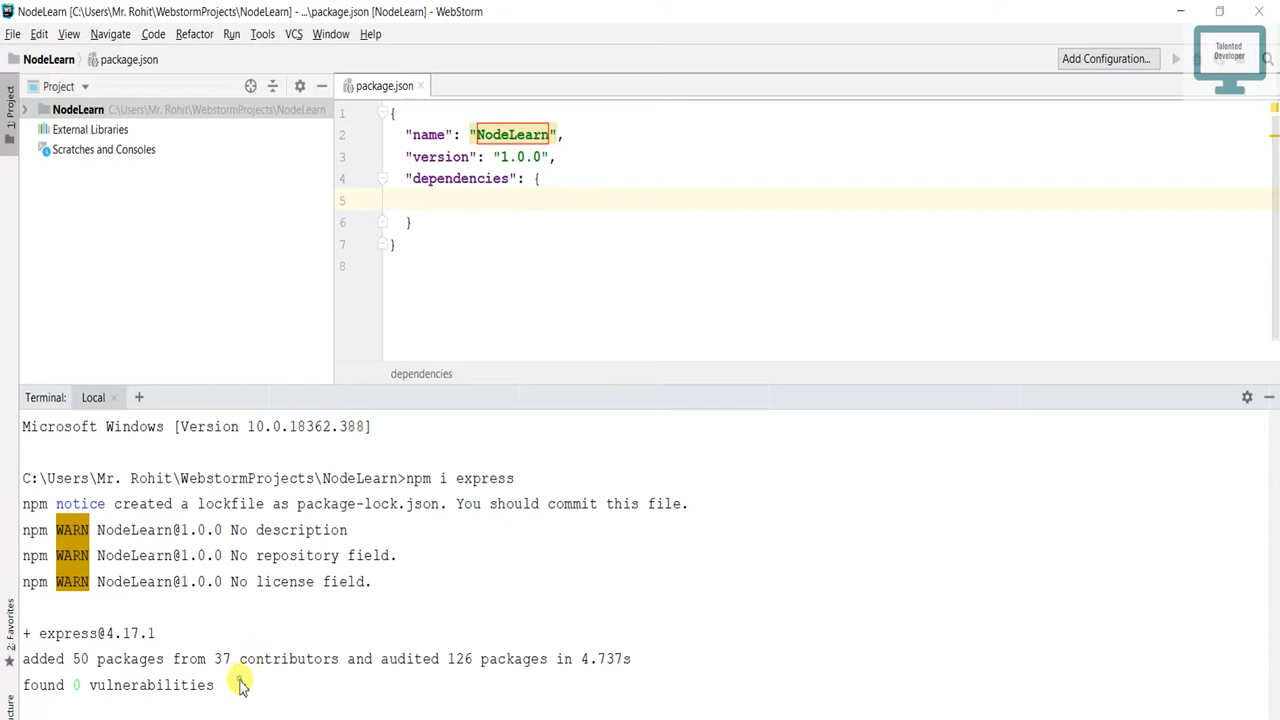 NodeLearn [C:\Users\Mr. Rohit\WebstormProjects\NodeLearn] - ...\package.json [NodeLearn] - WebStorm
File Edit View Navigate Code Refactor Run Tools VCS Window Help
NodeLearn package.json Add Configuration...
Talented
Developer
1: Project
Project
package.json
NodeLearn C:\Users\Mr. Rohit\WebstormProjects\NodeLearn
External Libraries
Scratches and Consoles
1 {
2 "name": "NodeLearn",
3 "version": "1.0.0",
4 "dependencies": {
5
6 }
7 }
8
dependencies
Terminal: Local +
Microsoft Windows [Version 10.0.18362.388]
C:\Users\Mr. Rohit\WebstormProjects\NodeLearn>npm i express
npm notice created a lockfile as package-lock.json. You should commit this file.
npm WARN NodeLearn@1.0.0 No description
npm WARN NodeLearn@1.0.0 No repository field.
npm WARN NodeLearn@1.0.0 No license field.
+ express@4.17.1
added 50 packages from 37 contributors and audited 126 packages in 4.737s
found 0 vulnerabilities
2: Favorites